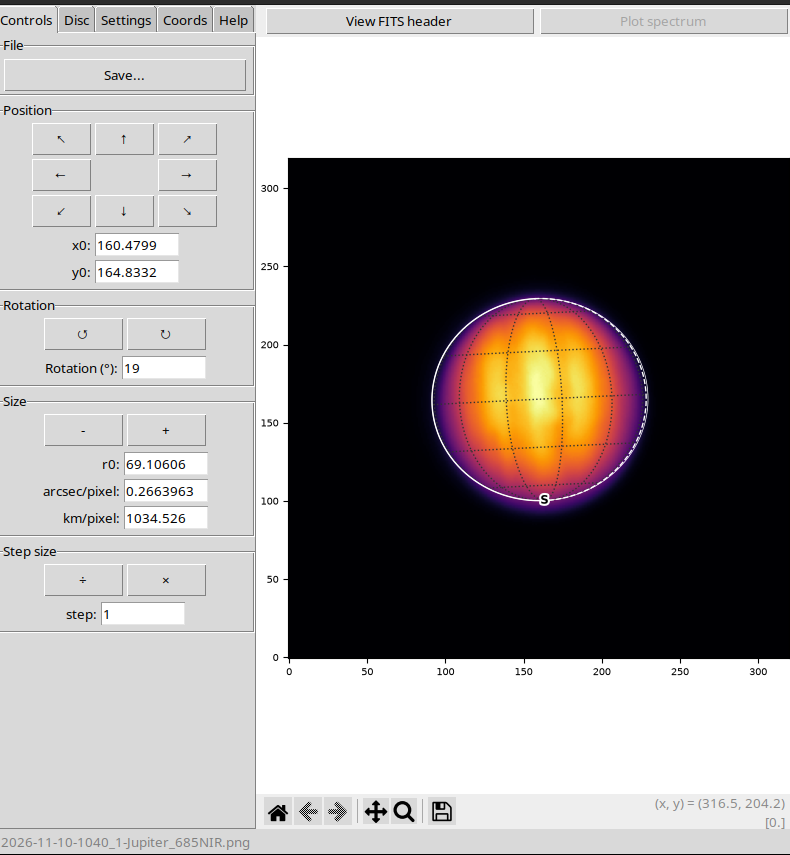 Controls Disc Settings Coords Help
View FITS header Plot spectrum
File
Save...
Position
↖ ↑ ↗
← →
↙ ↓ ↘
x0: 160.4799
y0: 164.8332
Rotation
↺ ↻
Rotation (°): 19
Size
- +
r0: 69.10606
arcsec/pixel: 0.2663963
km/pixel: 1034.526
Step size
÷ ×
step: 1
300
250
200
150
100
50
0
0 50 100 150 200 250 300
S
(x, y) = (316.5, 204.2)
[0.]
2026-11-10-1040_1-Jupiter_685NIR.png